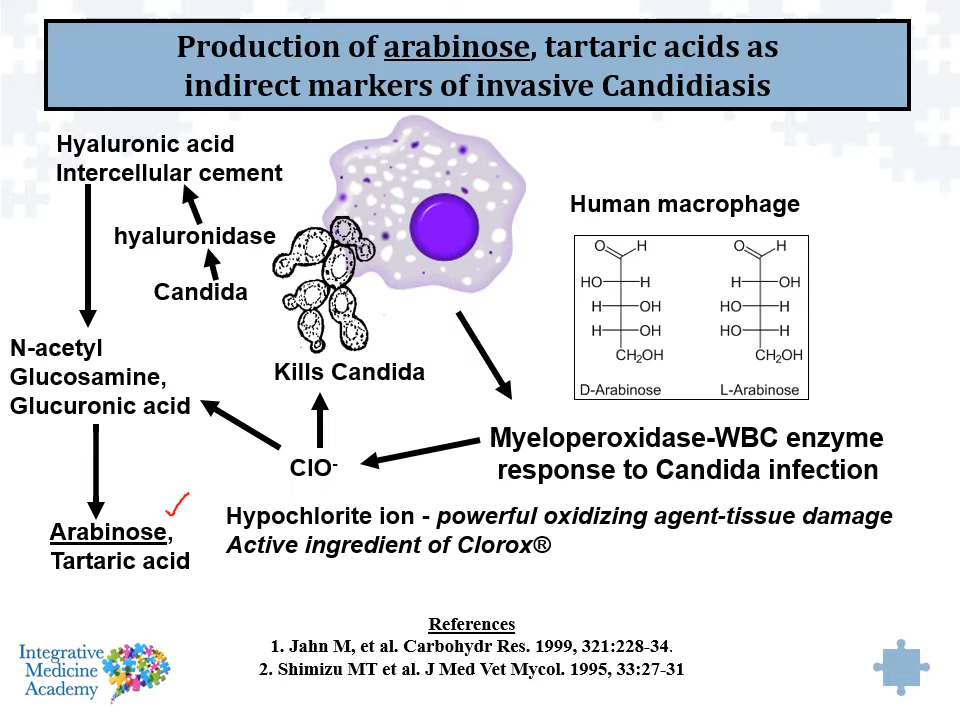 Production of arabinose, tartaric acids as
indirect markers of invasive Candidiasis
Hyaluronic acid
Intercellular cement
hyaluronidase
Candida
N-acetyl
Glucosamine,
Glucuronic acid
Arabinose,
Tartaric acid
Kills Candida
ClO-
Human macrophage
O H O H
HO H H OH
H OH HO H
H OH HO H
CH2OH CH2OH
D-Arabinose L-Arabinose
Myeloperoxidase-WBC enzyme
response to Candida infection
Hypochlorite ion - powerful oxidizing agent-tissue damage
Active ingredient of Clorox®
References
1. Jahn M, et al. Carbohydr Res. 1999, 321:228-34.
2. Shimizu MT et al. J Med Vet Mycol. 1995, 33:27-31
Integrative
Medicine
Academy